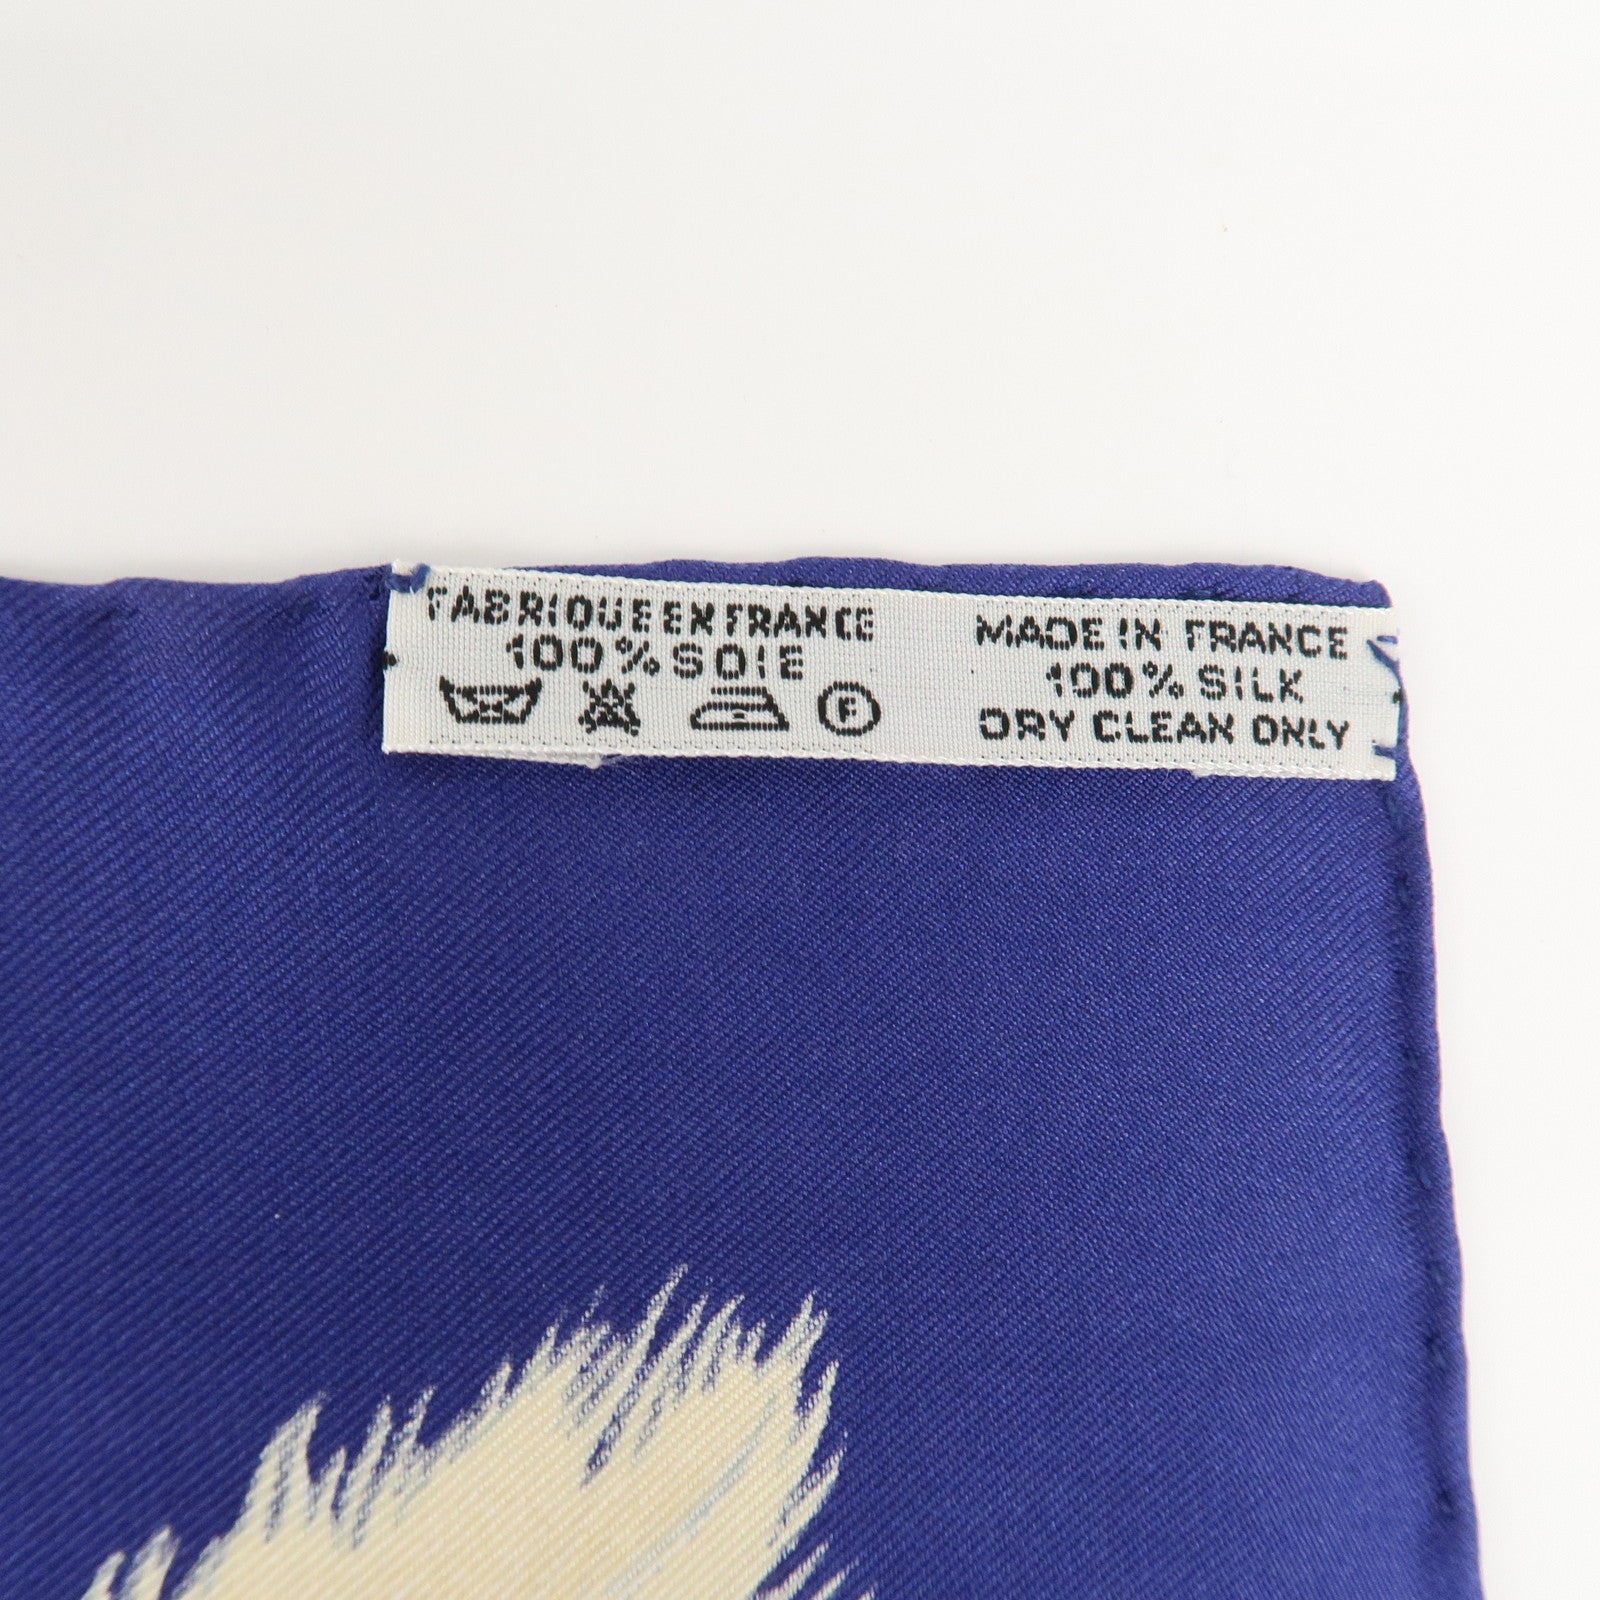 FABRIQUE EN FRANCE
100% SOIE
F
MADE IN FRANCE
100% SILK
DRY CLEAN ONLY